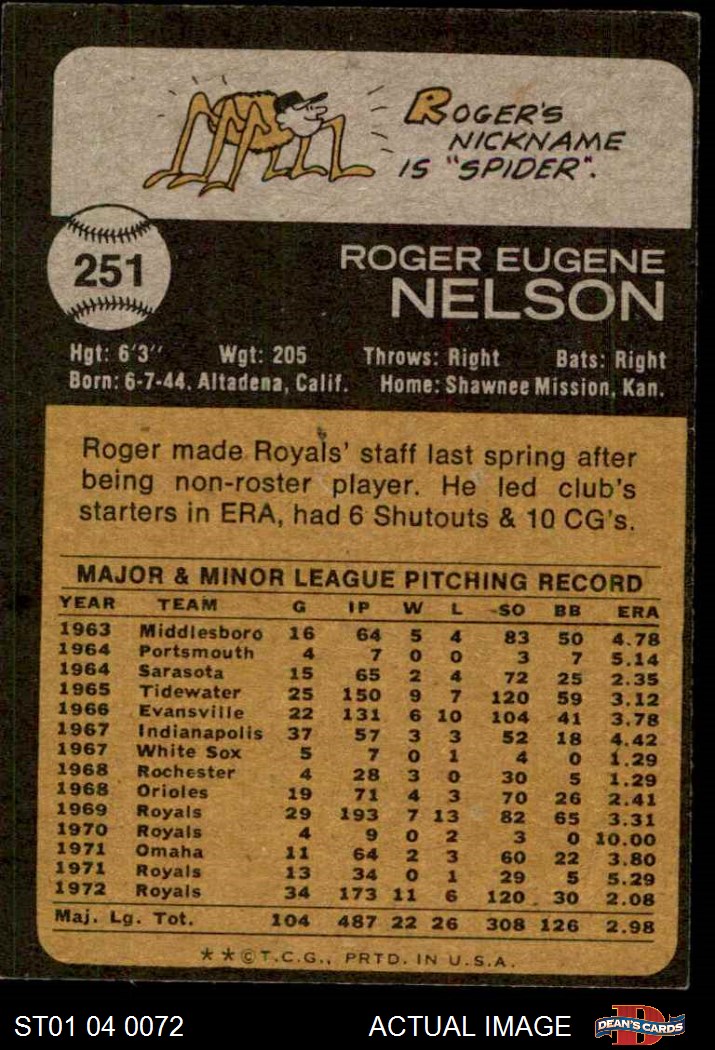 ROGER'S
NICKNAME
IS "SPIDER".
251
ROGER EUGENE
NELSON
Hgt: 6'3'' Wgt: 205 Throws: Right Bats: Right
Born: 6-7-44, Altadena, Calif. Home: Shawnee Mission, Kan.
Roger made Royals' staff last spring after
being non-roster player. He led club's
starters in ERA, had 6 Shutouts & 10 CG's.
MAJOR & MINOR LEAGUE PITCHING RECORD
YEAR TEAM G IP W L SO BB ERA
1963 Middlesboro 16 64 5 4 83 50 4.78
1964 Portsmouth 4 7 0 0 3 7 5.14
1964 Sarasota 15 65 2 4 72 25 2.35
1965 Tidewater 25 150 9 7 120 59 3.12
1966 Evansville 22 131 6 10 104 41 3.78
1967 Indianapolis 37 57 3 3 52 18 4.42
1967 White Sox 5 7 0 1 4 0 1.29
1968 Rochester 4 28 3 0 30 5 1.29
1968 Orioles 19 71 4 3 70 26 2.41
1969 Royals 29 193 7 13 82 65 3.31
1970 Royals 4 9 0 2 3 0 10.00
1971 Omaha 11 64 2 3 60 22 3.80
1971 Royals 13 34 0 1 29 5 5.29
1972 Royals 34 173 11 6 120 30 2.08
Maj. Lg. Tot. 104 487 22 26 308 126 2.98
**©T.C.G., PRTD. IN U.S.A.
ST01 04 0072 ACTUAL IMAGE D DEAN'S CARDS